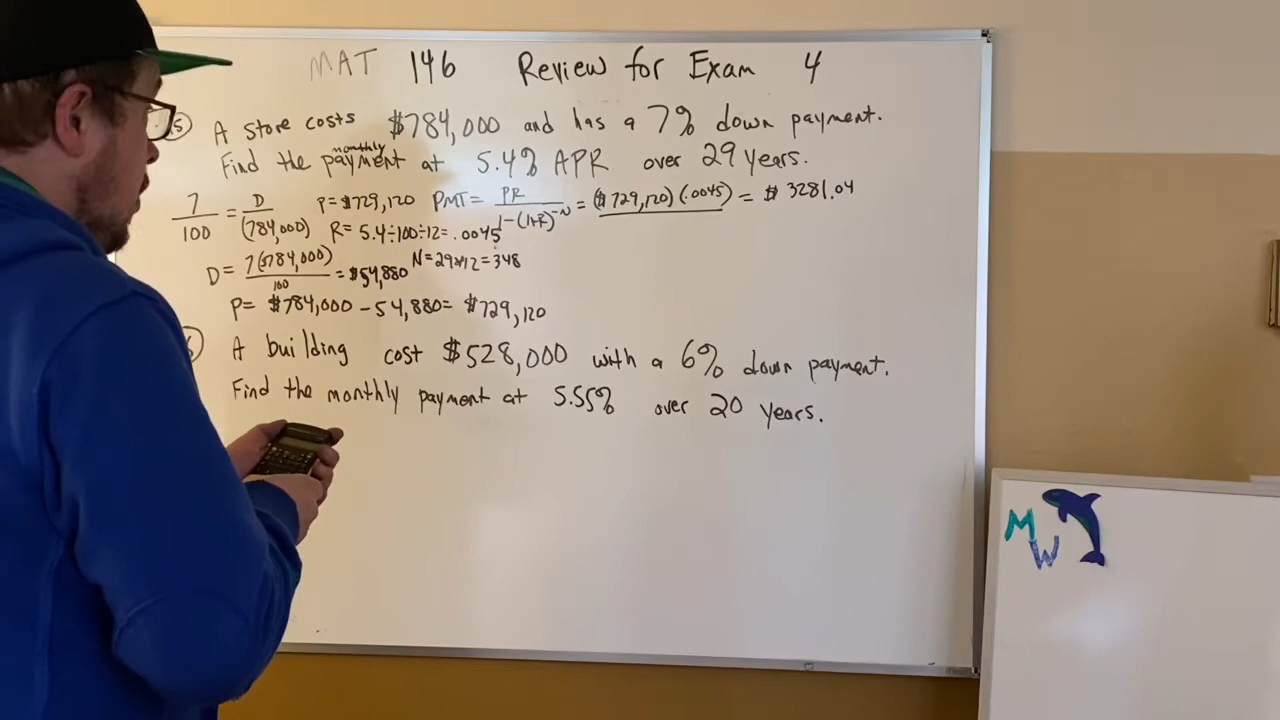 MAT 146 Review for Exam 4
A store costs $784,000 and has a 7% down payment.
monthly
Find the payment at 5.4% APR over 29 years.
7/100 = D/(784,000) P = $729,120 PMT = PR/1-(1+R)^-N = ($729,120)(.0045) = $3281.04
R = 5.4÷100÷12 = .0045
D = 7(784,000)/100 = $54,880 N = 29*12 = 348
P = $784,000 - 54,880 = $729,120
A building cost $528,000 with a 6% down payment.
Find the monthly payment at 5.55% over 20 years.
MW